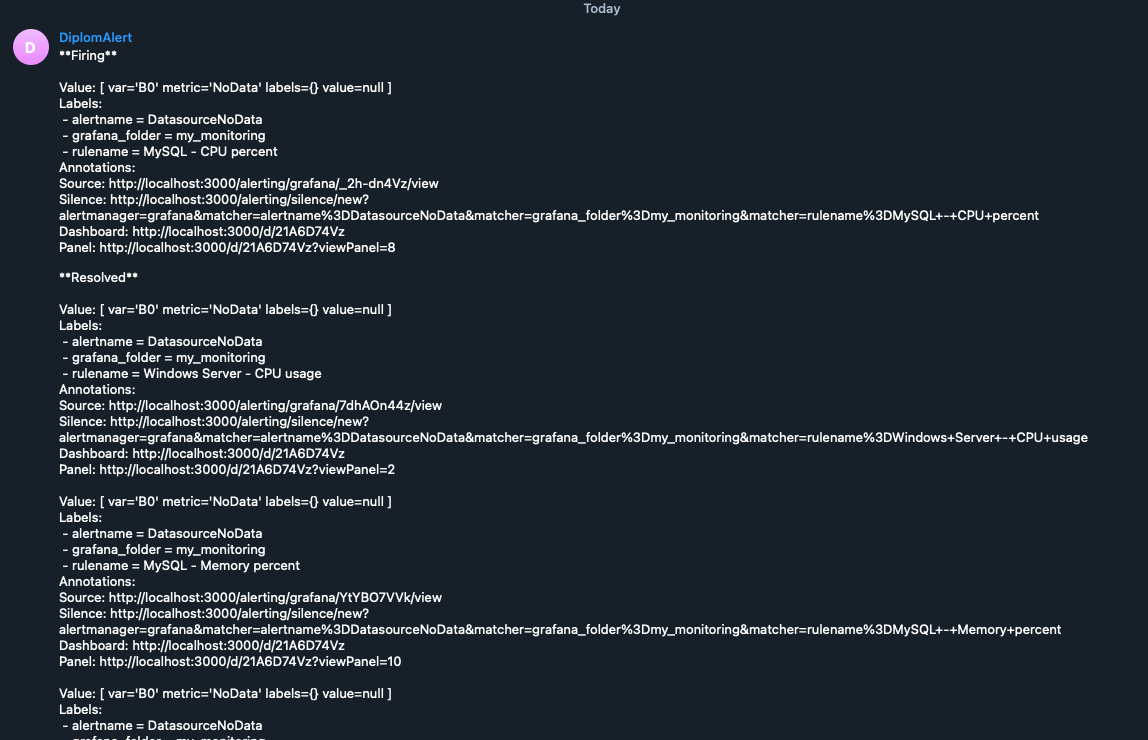 Today
D
DiplomAlert
**Firing**
Value: [ var='B0' metric='NoData' labels={} value=null ]
Labels:
- alertname = DatasourceNoData
- grafana_folder = my_monitoring
- rulename = MySQL - CPU percent
Annotations:
Source: http://localhost:3000/alerting/grafana/_2h-dn4Vz/view
Silence: http://localhost:3000/alerting/silence/new?
alertmanager=grafana&matcher=alertname%3DDatasourceNoData&matcher=grafana_folder%3Dmy_monitoring&matcher=rulename%3DMySQL+-+CPU+percent
Dashboard: http://localhost:3000/d/21A6D74Vz
Panel: http://localhost:3000/d/21A6D74Vz?viewPanel=8
**Resolved**
Value: [ var='B0' metric='NoData' labels={} value=null ]
Labels:
- alertname = DatasourceNoData
- grafana_folder = my_monitoring
- rulename = Windows Server - CPU usage
Annotations:
Source: http://localhost:3000/alerting/grafana/7dhAOn44z/view
Silence: http://localhost:3000/alerting/silence/new?
alertmanager=grafana&matcher=alertname%3DDatasourceNoData&matcher=grafana_folder%3Dmy_monitoring&matcher=rulename%3DWindows+Server+-+CPU+usage
Dashboard: http://localhost:3000/d/21A6D74Vz
Panel: http://localhost:3000/d/21A6D74Vz?viewPanel=2
Value: [ var='B0' metric='NoData' labels={} value=null ]
Labels:
- alertname = DatasourceNoData
- grafana_folder = my_monitoring
- rulename = MySQL - Memory percent
Annotations:
Source: http://localhost:3000/alerting/grafana/YtYBO7VVk/view
Silence: http://localhost:3000/alerting/silence/new?
alertmanager=grafana&matcher=alertname%3DDatasourceNoData&matcher=grafana_folder%3Dmy_monitoring&matcher=rulename%3DMySQL+-+Memory+percent
Dashboard: http://localhost:3000/d/21A6D74Vz
Panel: http://localhost:3000/d/21A6D74Vz?viewPanel=10
Value: [ var='B0' metric='NoData' labels={} value=null ]
Labels:
- alertname = DatasourceNoData